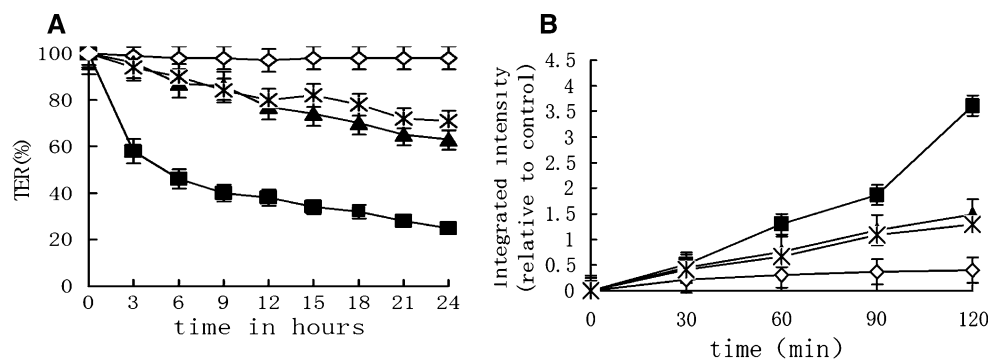 A
TER(%)
100
80
60
40
20
0
0 3 6 9 12 15 18 21 24
time in hours
B
Integrated intensity
(relative to control)
4.5
4
3.5
3
2.5
2
1.5
1
0.5
0
0 30 60 90 120
time (min)